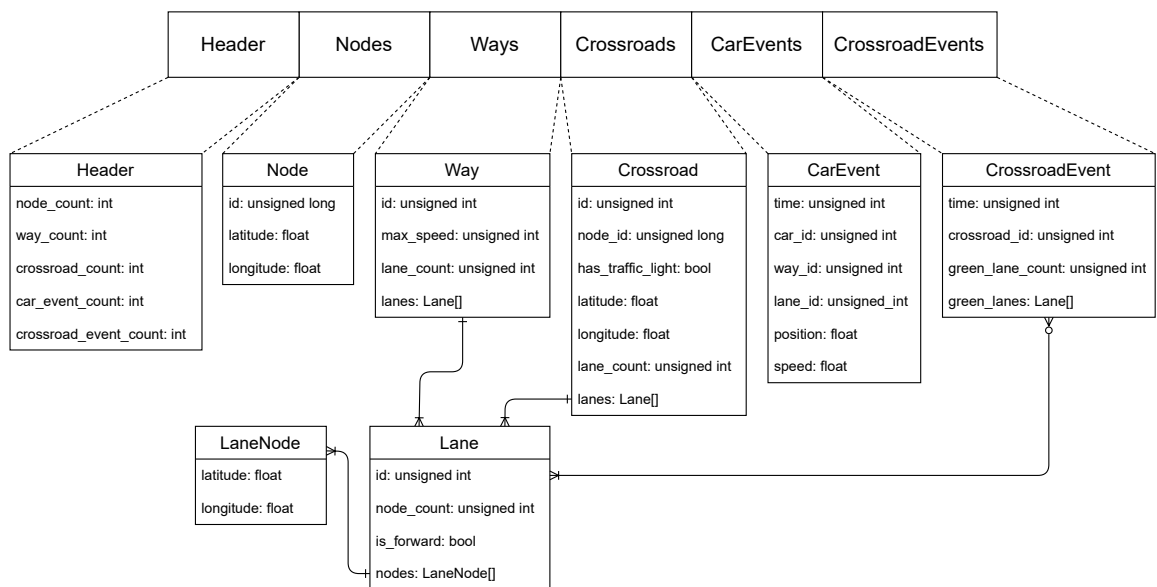 Header
Nodes
Ways
Crossroads
CarEvents
CrossroadEvents
Header
node_count: int
way_count: int
crossroad_count: int
car_event_count: int
crossroad_event_count: int
Node
id: unsigned long
latitude: float
longitude: float
Way
id: unsigned int
max_speed: unsigned int
lane_count: unsigned int
lanes: Lane[]
Crossroad
id: unsigned int
node_id: unsigned long
has_traffic_light: bool
latitude: float
longitude: float
lane_count: unsigned int
lanes: Lane[]
CarEvent
time: unsigned int
car_id: unsigned int
way_id: unsigned int
lane_id: unsigned_int
position: float
speed: float
CrossroadEvent
time: unsigned int
crossroad_id: unsigned int
green_lane_count: unsigned int
green_lanes: Lane[]
LaneNode
latitude: float
longitude: float
Lane
id: unsigned int
node_count: unsigned int
is_forward: bool
nodes: LaneNode[]